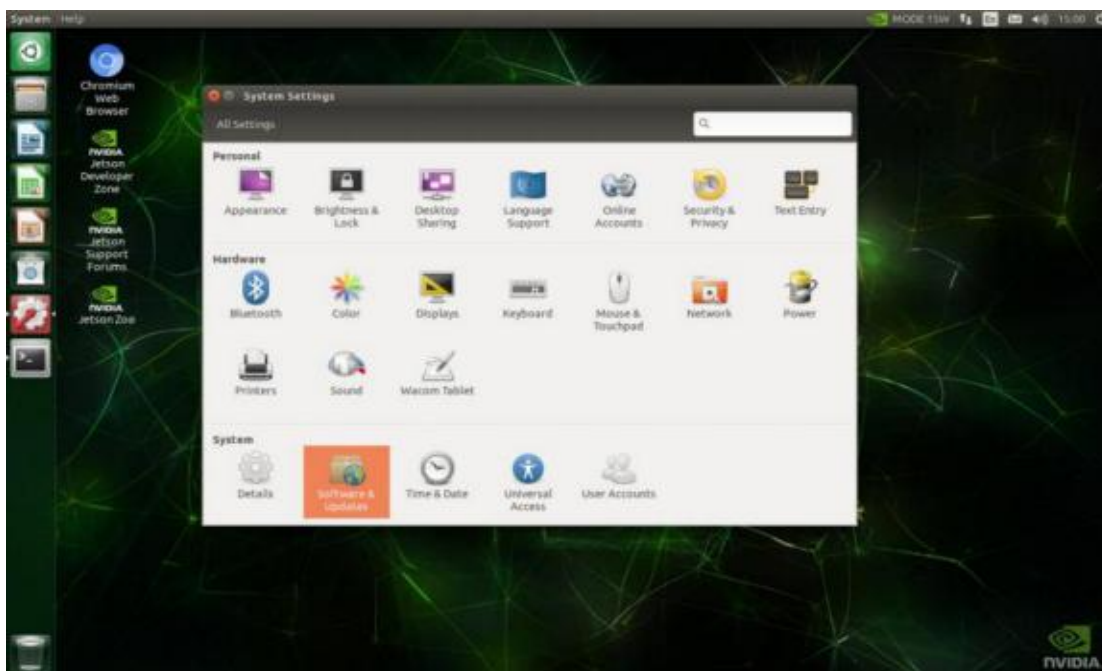 System Help
MODE 15W
En
15:00
Chromium
Web
Browser
NVIDIA
Jetson
Developer
Zone
NVIDIA
Jetson
Support
Forums
NVIDIA
Jetson Zoo
System Settings
All Settings
Personal
Appearance
Brightness &
Lock
Desktop
Sharing
Language
Support
Online
Accounts
Security &
Privacy
Text Entry
Hardware
Bluetooth
Color
Displays
Keyboard
Mouse &
Touchpad
Network
Power
Printers
Sound
Wacom Tablet
System
Details
Software &
Updates
Time & Date
Universal
Access
User Accounts
NVIDIA